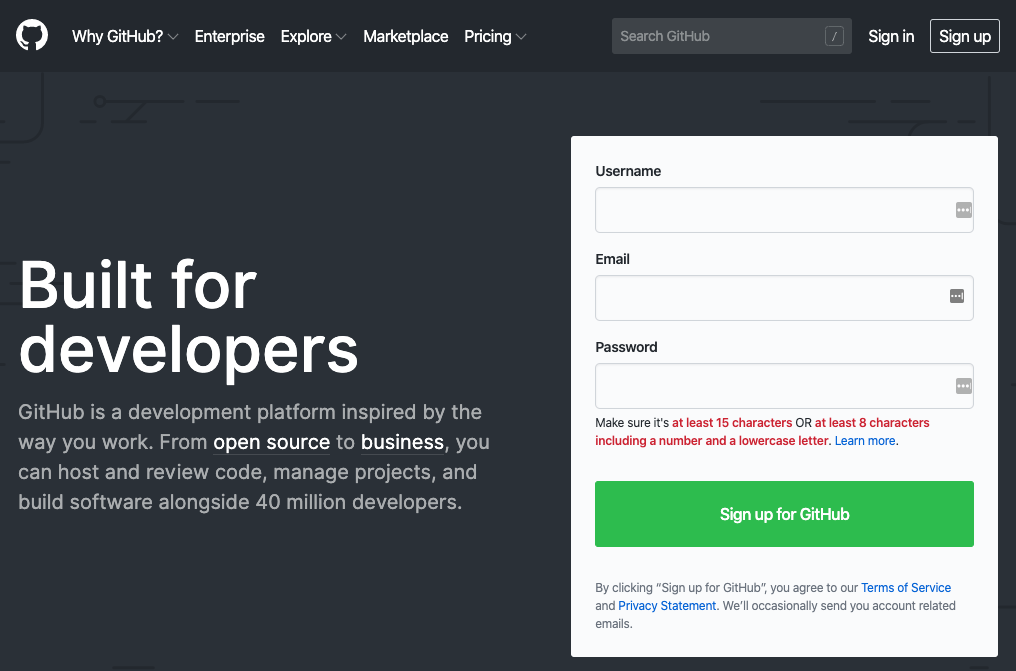 Why GitHub? Enterprise Explore Marketplace Pricing Search GitHub / Sign in Sign up
Built for
developers
GitHub is a development platform inspired by the
way you work. From open source to business, you
can host and review code, manage projects, and
build software alongside 40 million developers.
Username
Email
Password
Make sure it's at least 15 characters OR at least 8 characters
including a number and a lowercase letter. Learn more.
Sign up for GitHub
By clicking “Sign up for GitHub”, you agree to our Terms of Service
and Privacy Statement. We’ll occasionally send you account related
emails.